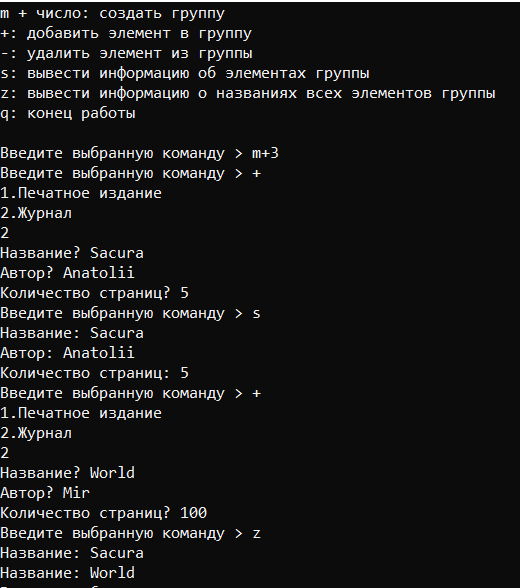 m + число: создать группу
+: добавить элемент в группу
-: удалить элемент из группы
s: вывести информацию об элементах группы
z: вывести информацию о названиях всех элементов группы
q: конец работы
Введите выбранную команду > m+3
Введите выбранную команду > +
1.Печатное издание
2.Журнал
2
Название? Sacura
Автор? Anatolii
Количество страниц? 5
Введите выбранную команду > s
Название: Sacura
Автор: Anatolii
Количество страниц: 5
Введите выбранную команду > +
1.Печатное издание
2.Журнал
2
Название? World
Автор? Mir
Количество страниц? 100
Введите выбранную команду > z
Название: Sacura
Название: World